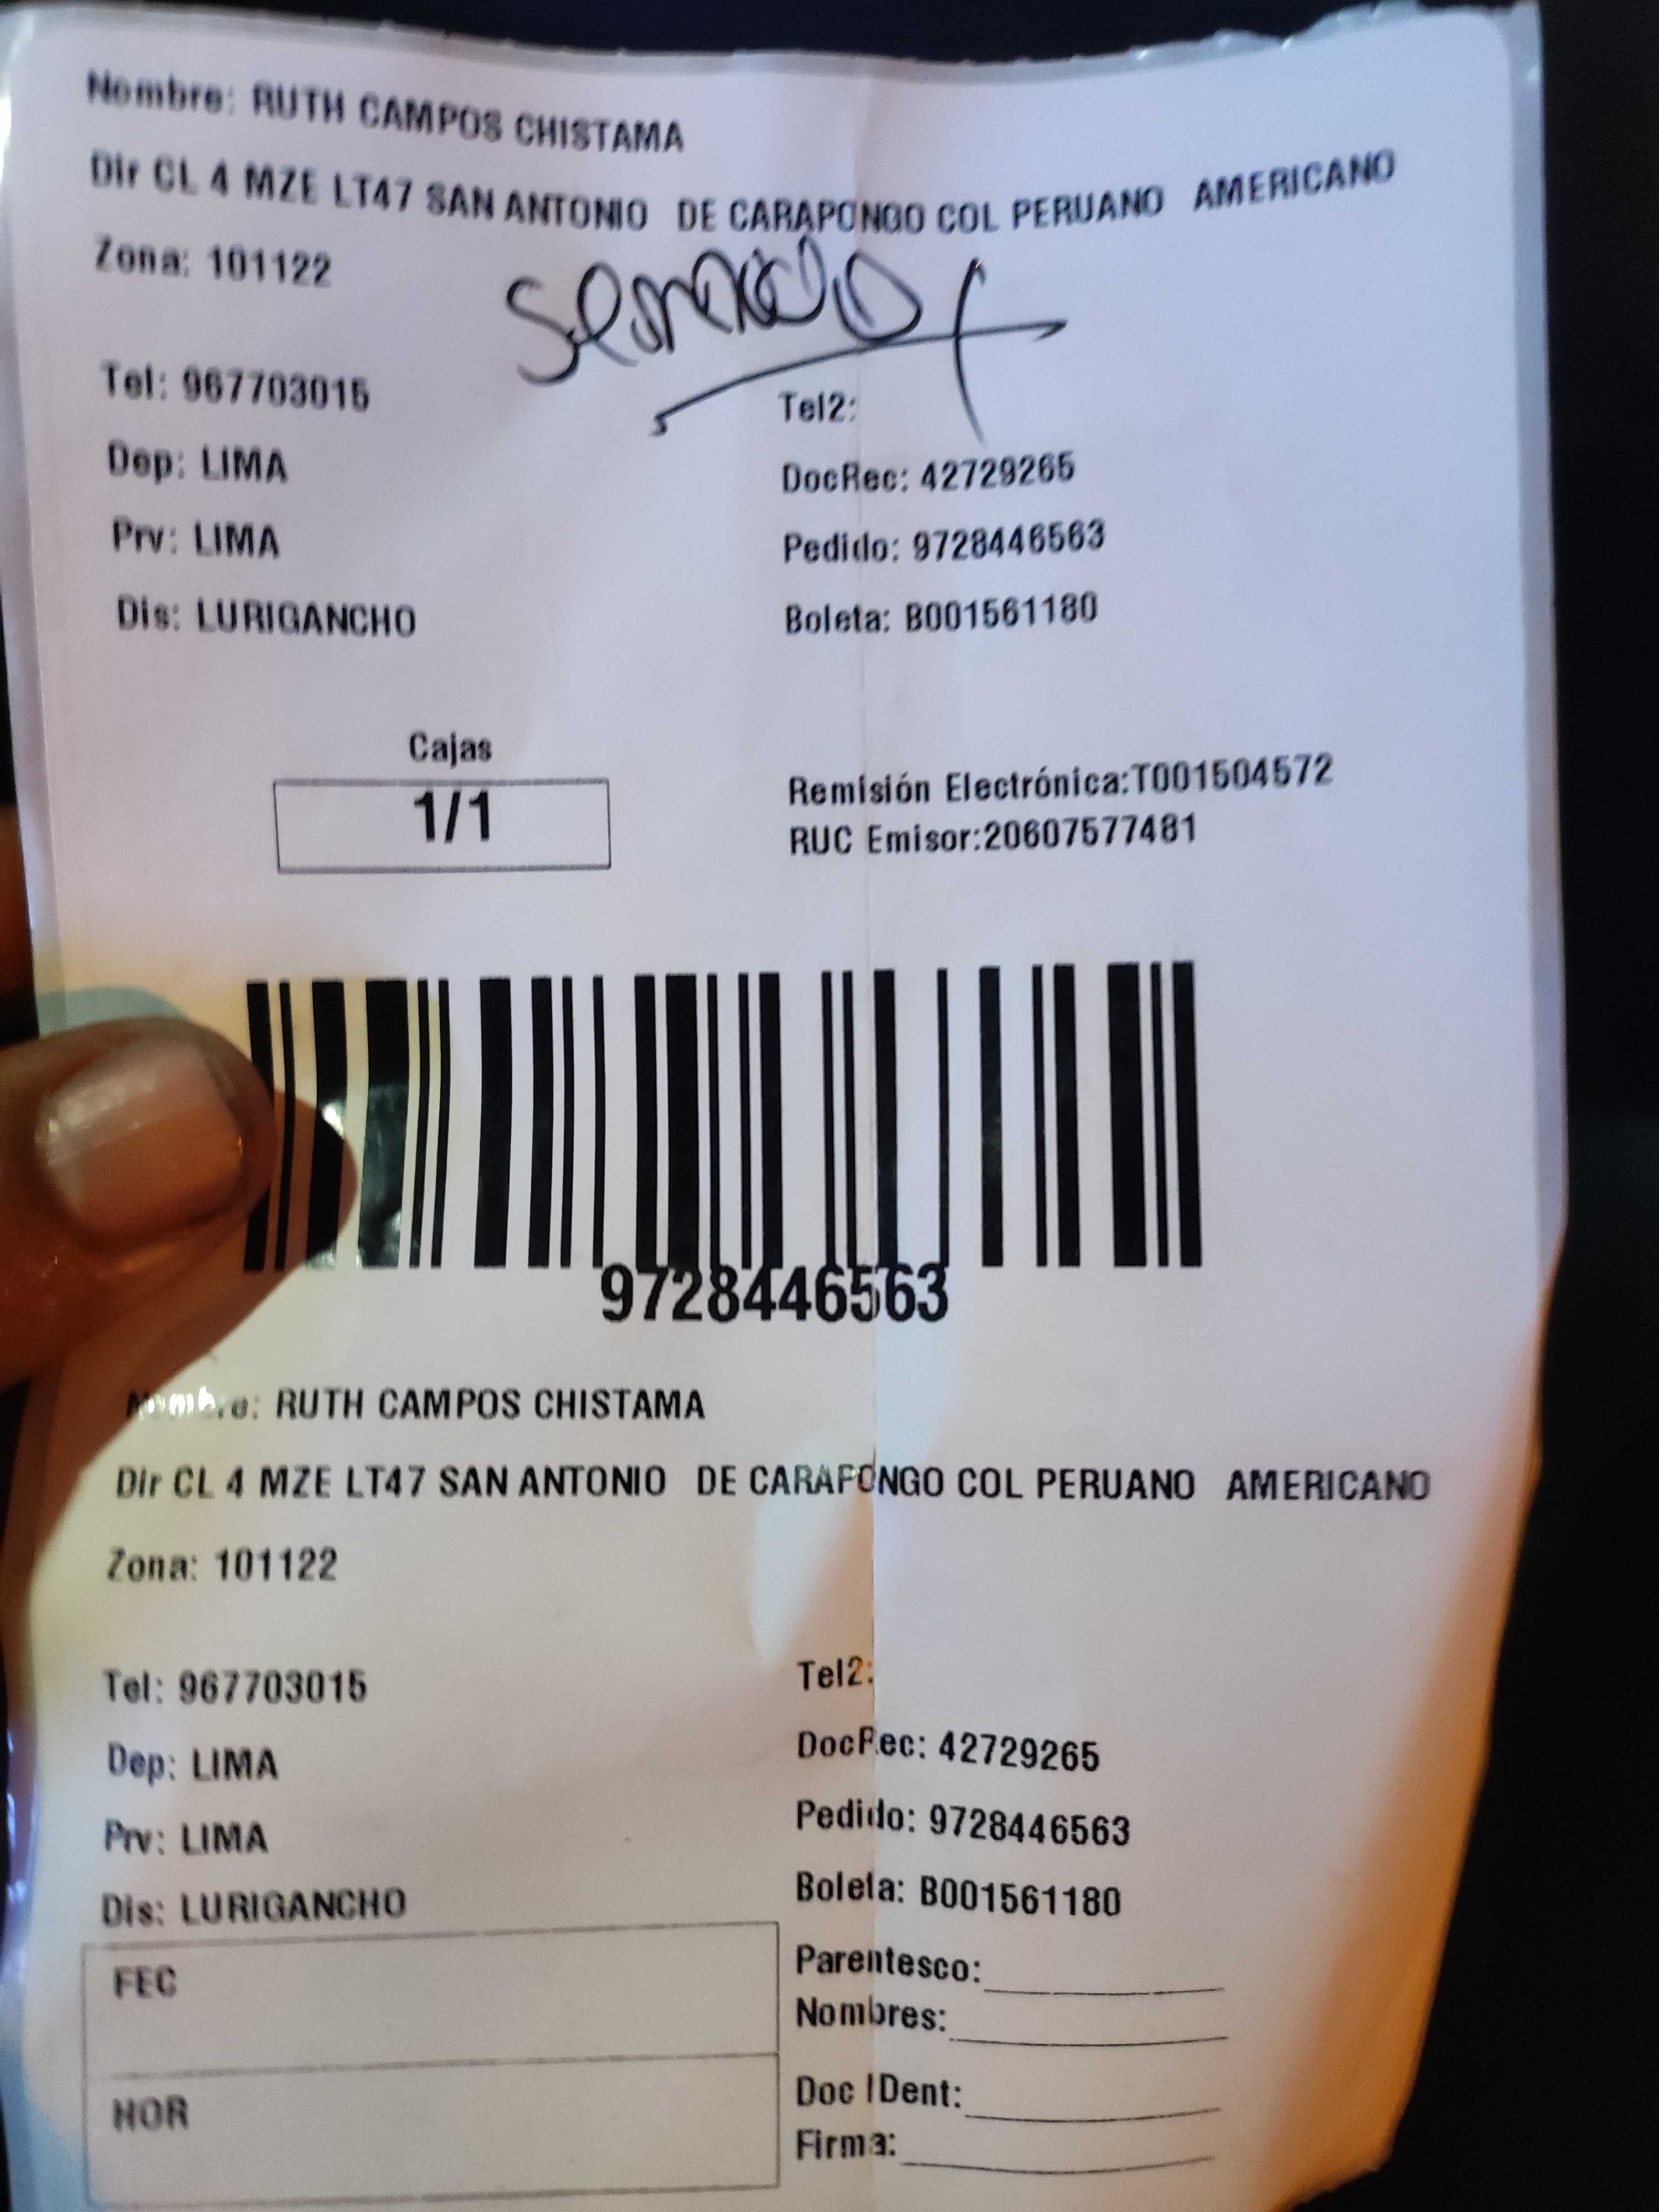 Nombre: RUTH CAMPOS CHISTAMA
Dir CL 4 MZE LT47 SAN ANTONIO DE CARAPONGO COL PERUANO AMERICANO
Zona: 101122
Tel: 967703015
Tel2:
Dep: LIMA
DocRec: 42729265
Prv: LIMA
Pedido: 9728446563
Dis: LURIGANCHO
Boleta: B001561180
Cajas
1/1
Remisión Electrónica:T001504572
RUC Emisor:20607577481
9728446563
Nombre: RUTH CAMPOS CHISTAMA
Dir CL 4 MZE LT47 SAN ANTONIO DE CARAPONGO COL PERUANO AMERICANO
Zona: 101122
Tel: 967703015
Tel2:
Dep: LIMA
DocRec: 42729265
Prv: LIMA
Pedido: 9728446563
Dis: LURIGANCHO
Boleta: B001561180
FEC
Parentesco:
Nombres:
HOR
Doc IDent:
Firma: